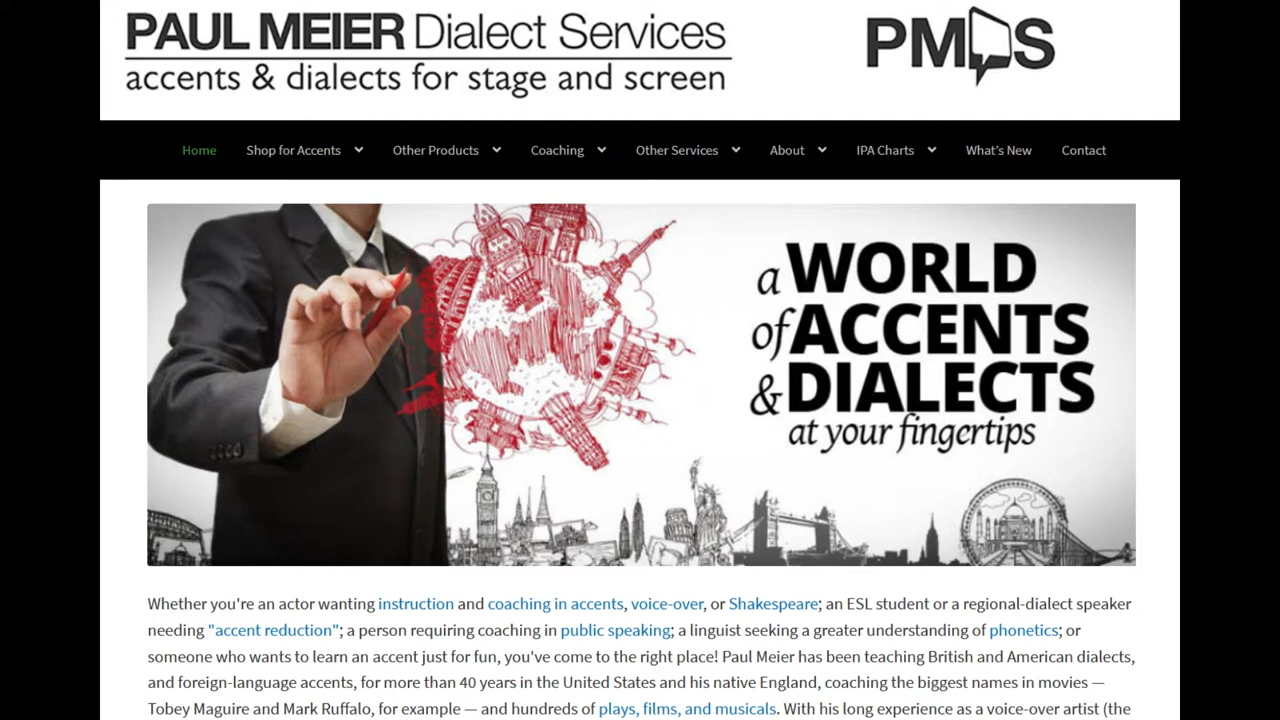 PAUL MEIER Dialect Services
accents & dialects for stage and screen
PMDS
Home Shop for Accents Other Products Coaching Other Services About IPA Charts What’s New Contact
a WORLD
of ACCENTS
& DIALECTS
at your fingertips
Whether you're an actor wanting instruction and coaching in accents, voice-over, or Shakespeare; an ESL student or a regional-dialect speaker
needing "accent reduction"; a person requiring coaching in public speaking; a linguist seeking a greater understanding of phonetics; or
someone who wants to learn an accent just for fun, you've come to the right place! Paul Meier has been teaching British and American dialects,
and foreign-language accents, for more than 40 years in the United States and his native England, coaching the biggest names in movies —
Tobey Maguire and Mark Ruffalo, for example — and hundreds of plays, films, and musicals. With his long experience as a voice-over artist (the